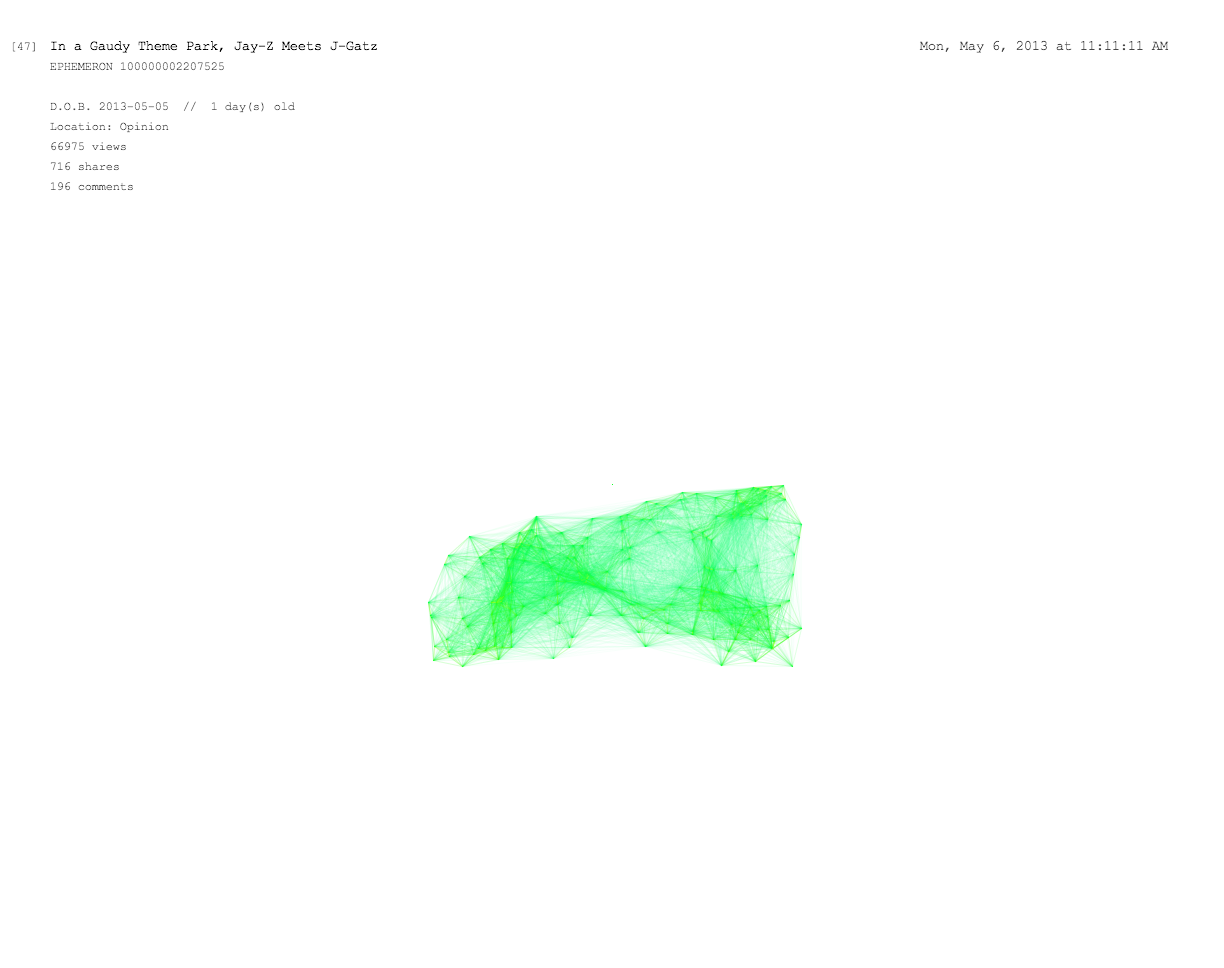 [47] In a Gaudy Theme Park, Jay-Z Meets J-Gatz Mon, May 6, 2013 at 11:11:11 AM
EPHEMERON 100000002207525
D.O.B. 2013-05-05 // 1 day(s) old
Location: Opinion
66975 views
716 shares
196 comments